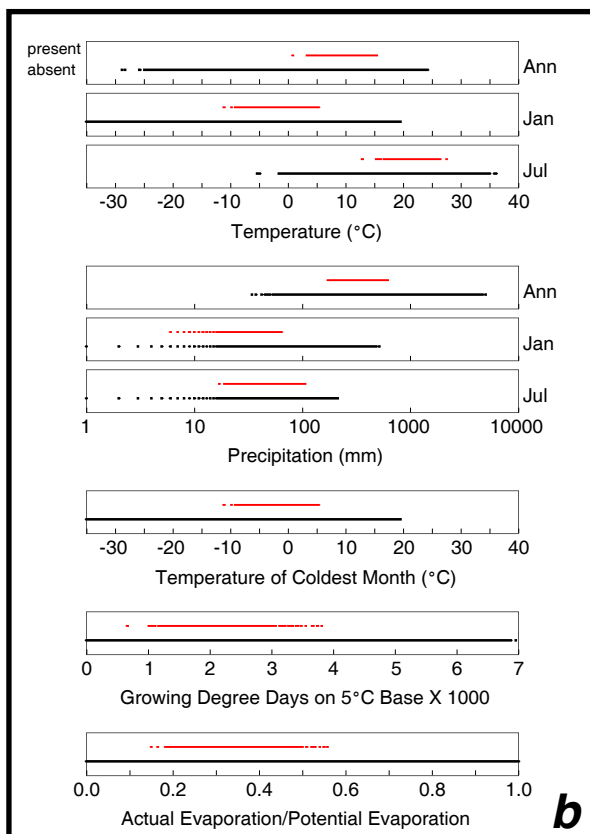 present
absent
Ann
Jan
Jul
-30 -20 -10 0 10 20 30 40
Temperature (°C)
Ann
Jan
Jul
1 10 100 1000 10000
Precipitation (mm)
-30 -20 -10 0 10 20 30 40
Temperature of Coldest Month (°C)
0 1 2 3 4 5 6 7
Growing Degree Days on 5°C Base X 1000
0.0 0.2 0.4 0.6 0.8 1.0
Actual Evaporation/Potential Evaporation
b